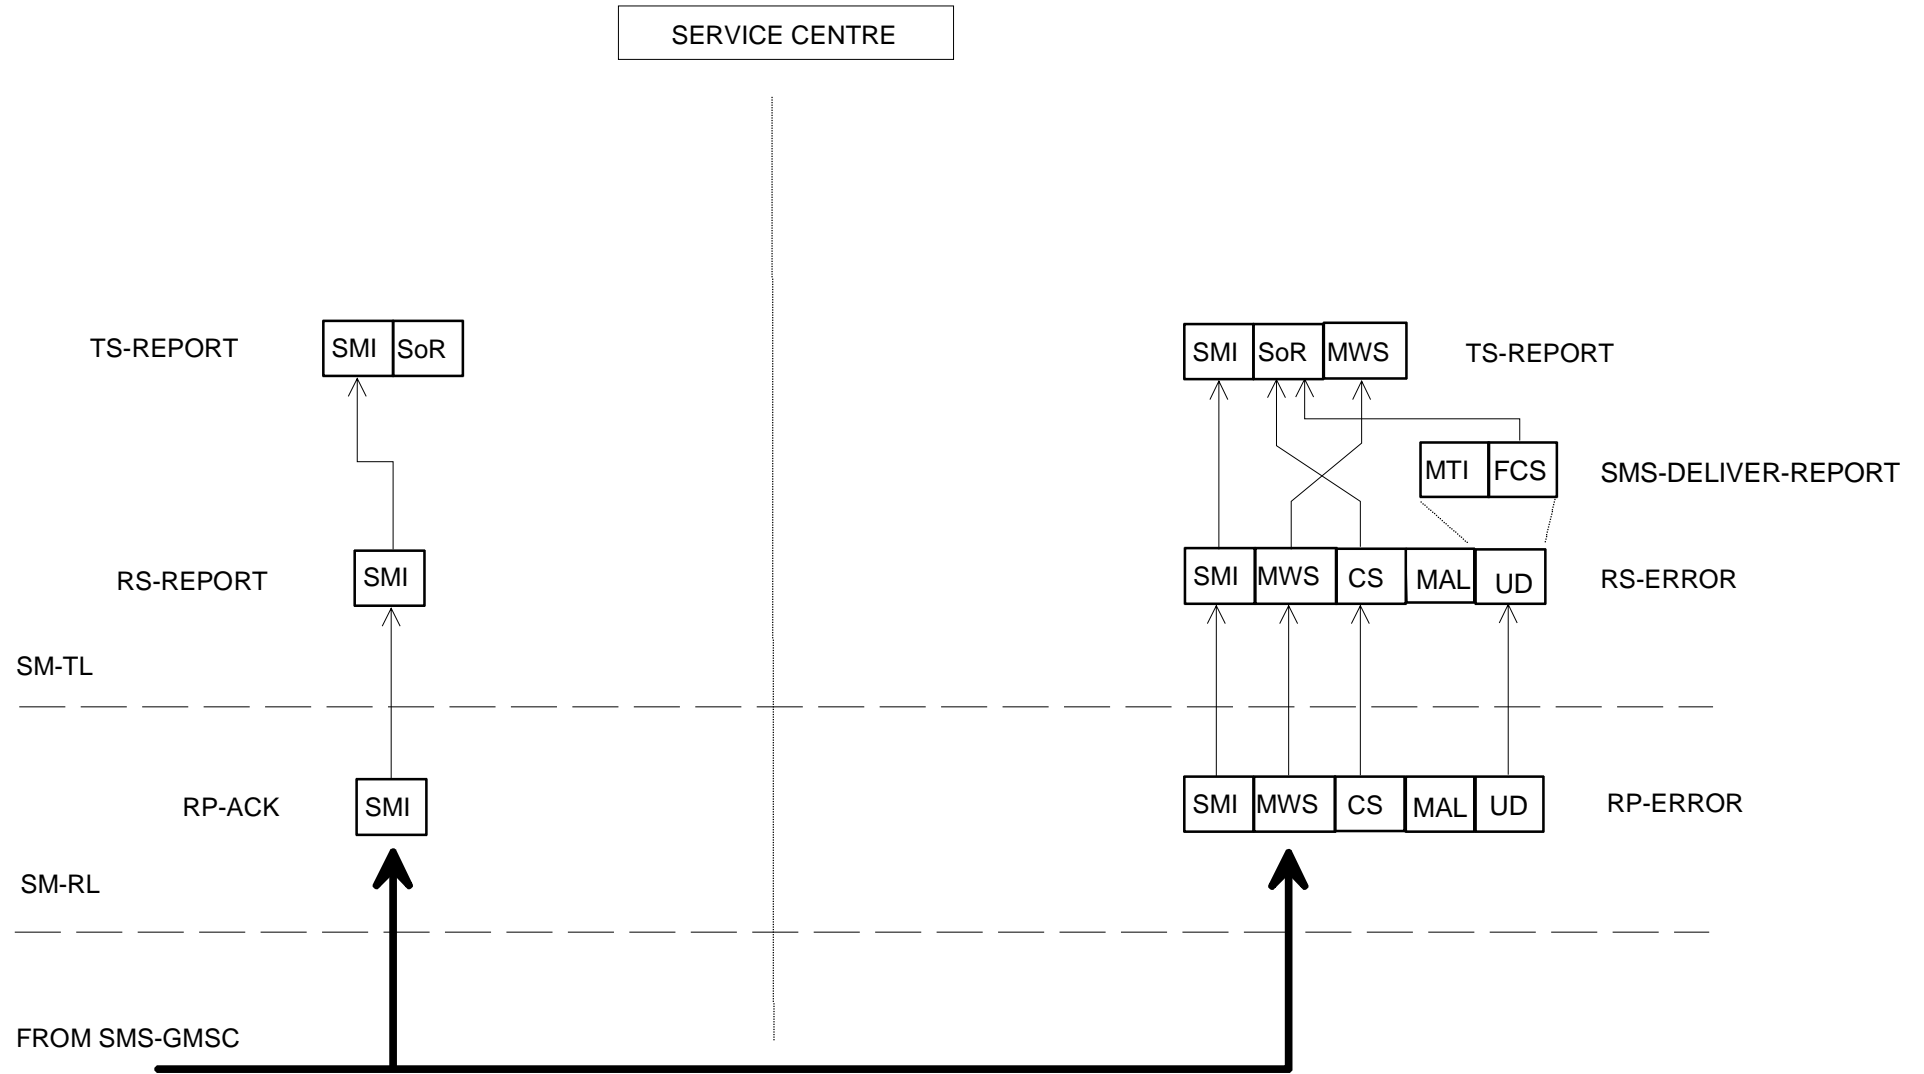 SERVICE CENTRE
TS-REPORT SMI SoR SMI SoR MWS TS-REPORT
MTI FCS SMS-DELIVER-REPORT
RS-REPORT SMI SMI MWS CS MAL UD RS-ERROR
SM-TL
RP-ACK SMI SMI MWS CS MAL UD RP-ERROR
SM-RL
FROM SMS-GMSC